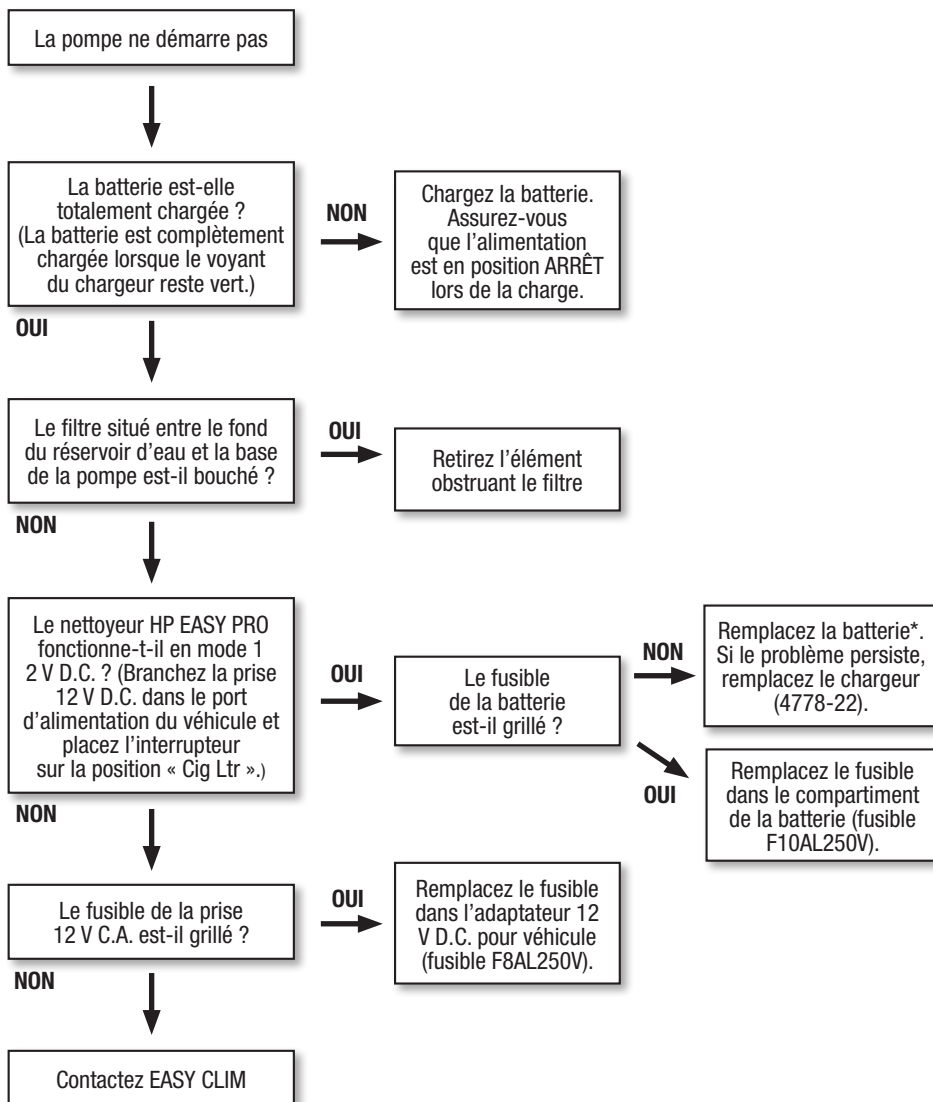 La pompe ne démarre pas
La batterie est-elle
totalement chargée ?
(La batterie est complètement
chargée lorsque le voyant
du chargeur reste vert.)
NON
Chargez la batterie.
Assurez-vous
que l'alimentation
est en position ARRÊT
lors de la charge.
OUI
Le filtre situé entre le fond
du réservoir d'eau et la base
de la pompe est-il bouché ?
OUI
Retirez l'élément
obstruant le filtre
NON
Le nettoyeur HP EASY PRO
fonctionne-t-il en mode 1
2 V D.C. ? (Branchez la prise
12 V D.C. dans le port
d'alimentation du véhicule et
placez l'interrupteur
sur la position « Cig Ltr ».)
OUI
Le fusible
de la batterie
est-il grillé ?
NON
Remplacez la batterie*.
Si le problème persiste,
remplacez le chargeur
(4778-22).
OUI
Remplacez le fusible
dans le compartiment
de la batterie (fusible
F10AL250V).
NON
Le fusible de la prise
12 V C.A. est-il grillé ?
OUI
Remplacez le fusible
dans l'adaptateur 12
V D.C. pour véhicule
(fusible F8AL250V).
NON
Contactez EASY CLIM